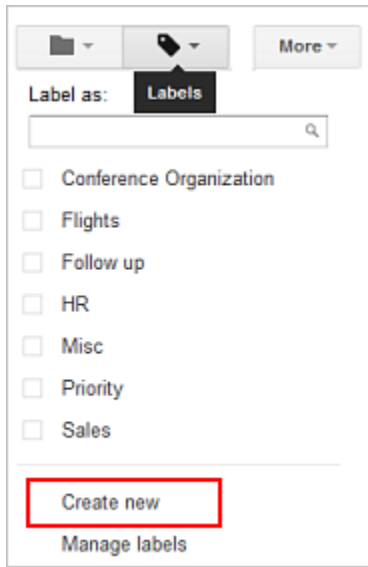 More
Label as:
Labels
Conference Organization
Flights
Follow up
HR
Misc
Priority
Sales
Create new
Manage labels